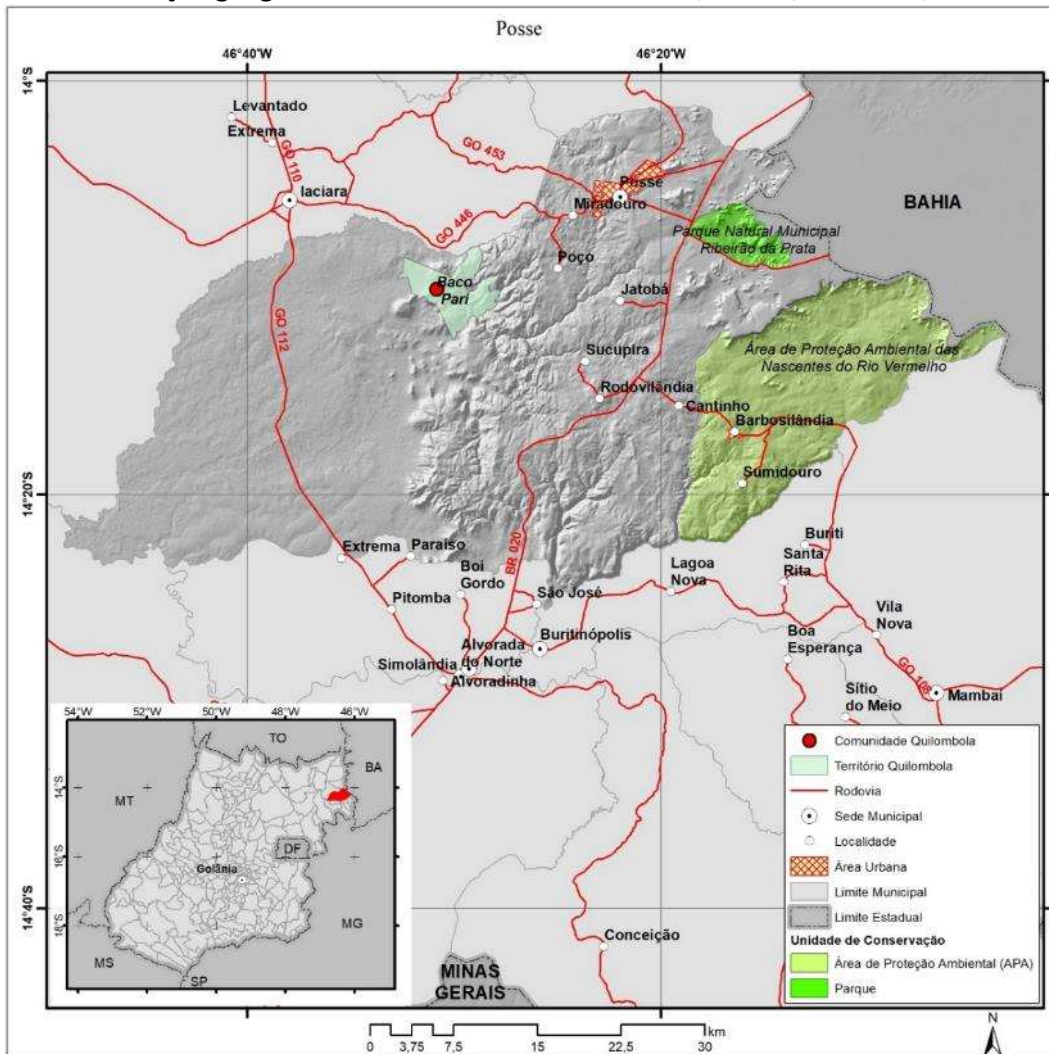 Posse
46°40'W
46°20'W
14°S
14°20'S
14°40'S
Levantado
Extrema
GO 110
GO 453
Iaciara
GO 446
Posse
Miradouro
Poço
BAHIA
Parque Natural Municipal
Ribeirão da Prata
Baco
Pari
Jatobá
GO 112
Sucupira
Rodovilândia
Cantinho
Área de Proteção Ambiental das
Nascentes do Rio Vermelho
Barbosilândia
Sumidouro
BR 020
Extrema
Paraíso
Boi
Gordo
Pitomba
São José
Lagoa
Nova
Buriti
Santa
Rita
Vila
Nova
Buritinópolis
Alvorada
do Norte
Simolândia
Alvoradinha
Boa
Esperança
GO 108
Mambaí
Sítio
do Meio
Conceição
MINAS
GERAIS
54°W
52°W
50°W
48°W
46°W
14°S
16°S
18°S
TO
BA
MT
DF
Goiânia
MG
MS
SP
Comunidade Quilombola
Território Quilombola
Rodovia
Sede Municipal
Localidade
Área Urbana
Limite Municipal
Limite Estadual
Unidade de Conservação
Área de Proteção Ambiental (APA)
Parque
N
km
0 3,75 7,5 15 22,5 30